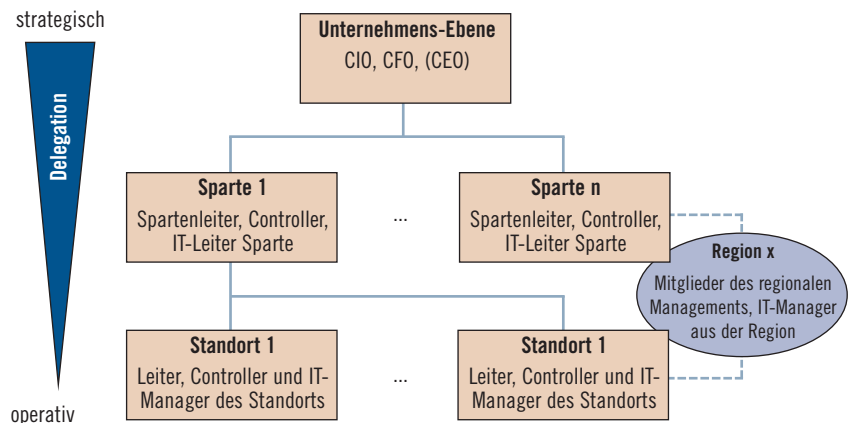 strategisch
Delegation
operativ
Unternehmens-Ebene
CIO, CFO, (CEO)
Sparte 1
Spartenleiter, Controller,
IT-Leiter Sparte
...
Sparte n
Spartenleiter, Controller,
IT-Leiter Sparte
Region x
Mitglieder des regionalen
Managements, IT-Manager
aus der Region
Standort 1
Leiter, Controller und IT-
Manager des Standorts
...
Standort 1
Leiter, Controller und IT-
Manager des Standorts